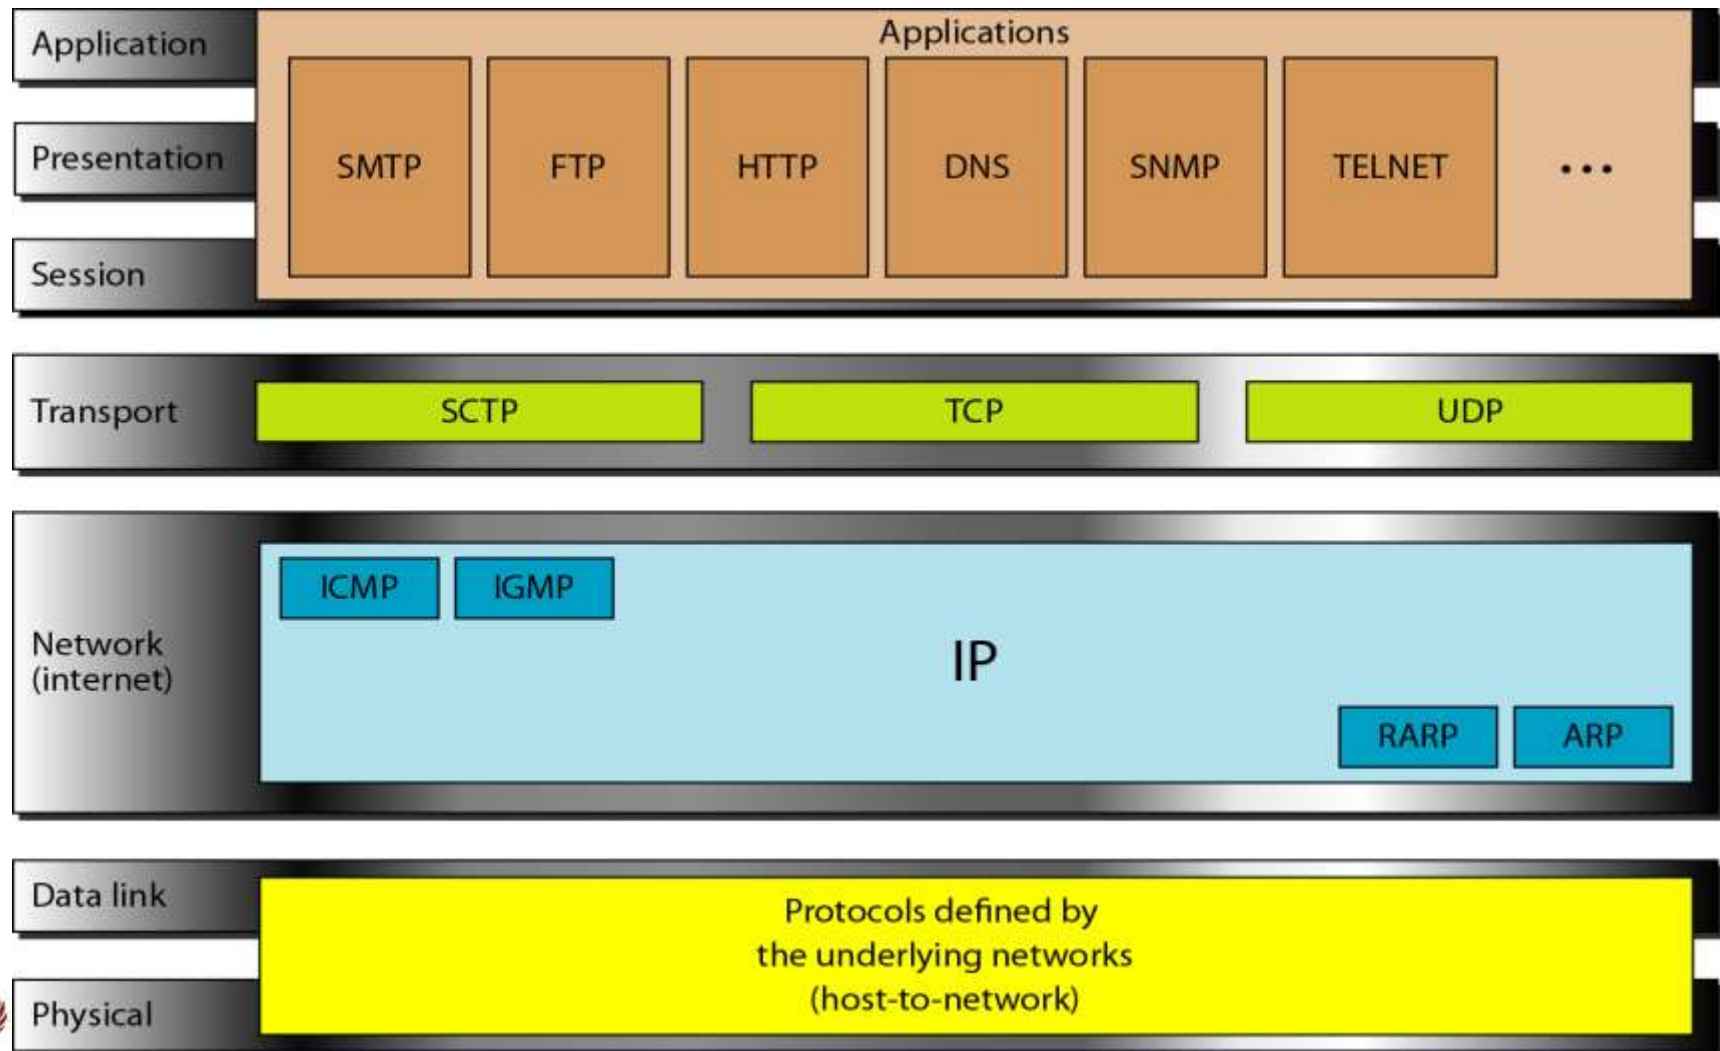 Application
Applications
Presentation
SMTP
FTP
HTTP
DNS
SNMP
TELNET
...
Session
Transport
SCTP
TCP
UDP
Network
(internet)
ICMP
IGMP
IP
RARP
ARP
Data link
Protocols defined by
the underlying networks
(host-to-network)
Physical